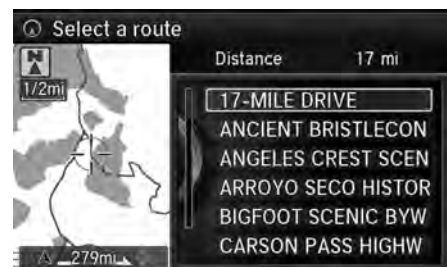 Select a route
N
1/2mi
Distance 17 mi
17-MILE DRIVE
ANCIENT BRISTLECON
ANGELES CREST SCEN
ARROYO SECO HISTOR
BIGFOOT SCENIC BYW
CARSON PASS HIGHW
279mi